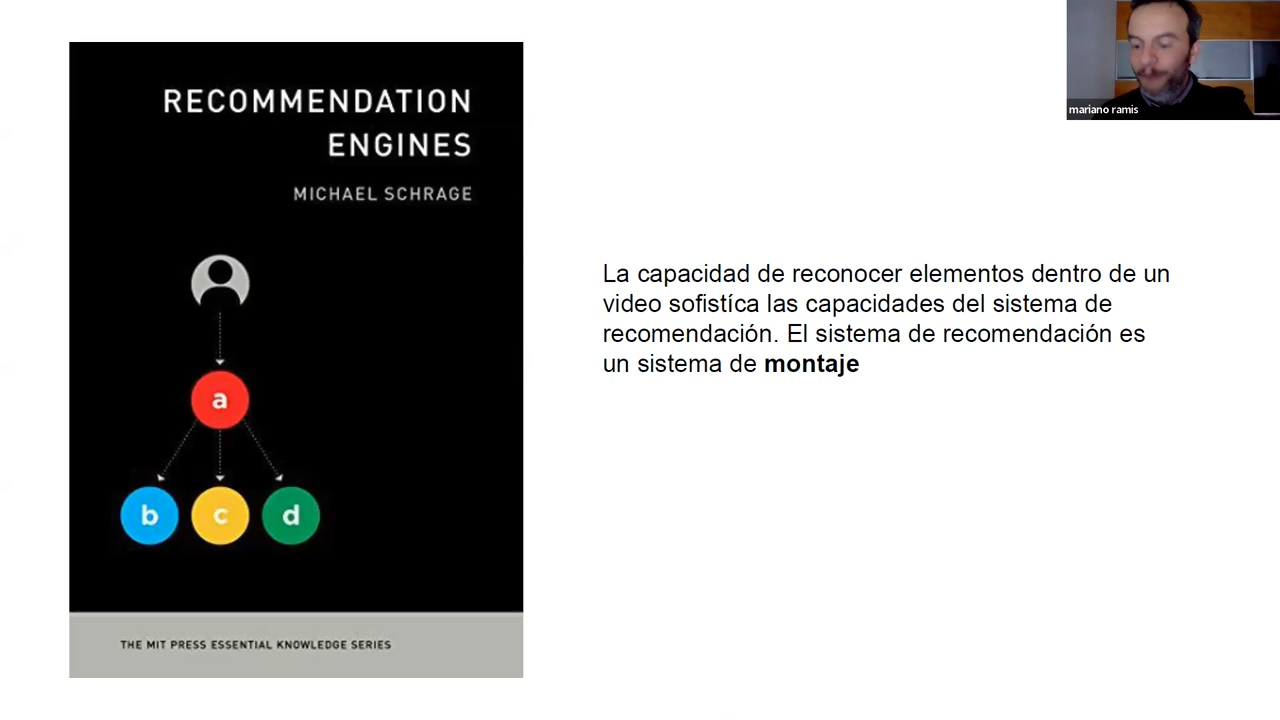 RECOMMENDATION
ENGINES
MICHAEL SCHRAGE
a
b
c
d
THE MIT PRESS ESSENTIAL KNOWLEDGE SERIES
La capacidad de reconocer elementos dentro de un
video sofistíca las capacidades del sistema de
recomendación. El sistema de recomendación es
un sistema de montaje
mariano ramis